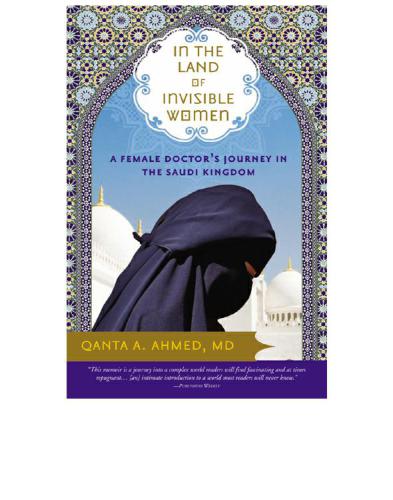 IN THE
LAND
OF
INVISIBLE
WOMEN
A FEMALE DOCTOR'S JOURNEY IN
THE SAUDI KINGDOM
QANTA A. AHMED, MD
"This memoir is a journey into a complex world readers will find fascinating and at times
repugnant... [an] intimate introduction to a world most readers will never know."
—PUBLISHERS WEEKLY